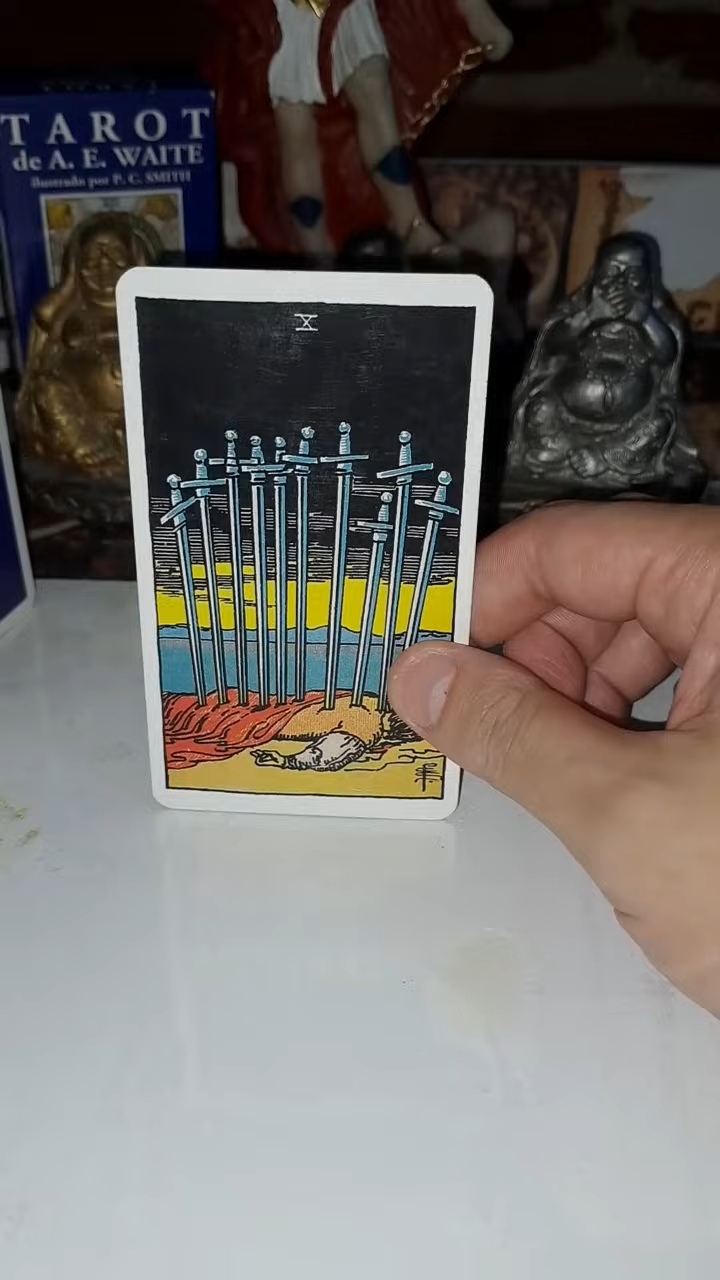 TAROT
de A. E. WAITE
ilustrado por P. C. SMITH
X